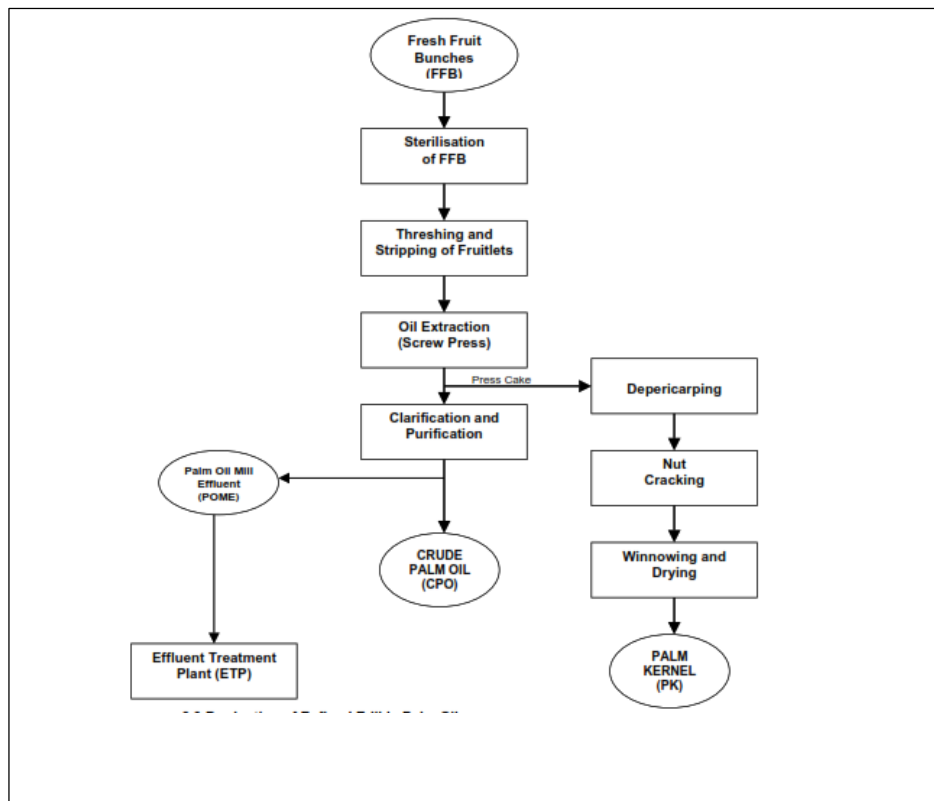 Fresh Fruit
Bunches
(FFB)
Sterilisation
of FFB
Threshing and
Stripping of Fruitlets
Oil Extraction
(Screw Press)
Press Cake
Depericarping
Clarification and
Purification
Palm Oil Mill
Effluent
(POME)
Nut
Cracking
CRUDE
PALM OIL
(CPO)
Winnowing and
Drying
Effluent Treatment
Plant (ETP)
PALM
KERNEL
(PK)